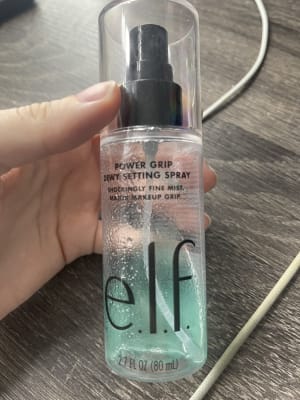 POWER GRIP
DEWY SETTING SPRAY
SHOCKINGLY FINE MIST,
MAJOR MAKEUP GRIP
e.l.f.
2.7 FL OZ (80 mL)